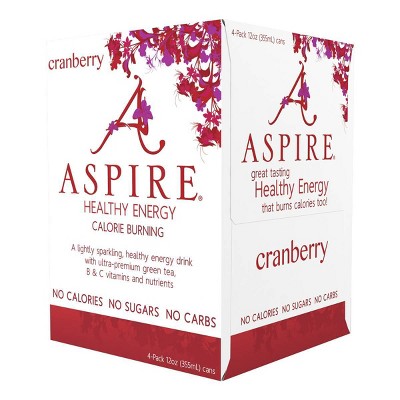 cranberry
A
ASPIRE®
HEALTHY ENERGY
CALORIE BURNING
A lightly sparkling, healthy energy drink
with ultra-premium green tea,
B & C vitamins and nutrients
NO CALORIES NO SUGARS NO CARBS
4-Pack 12oz (355mL) cans
4-Pack 12oz (355mL) cans
A
ASPIRE®
great tasting
Healthy Energy
that burns calories too!
cranberry
NO CALORIES NO SUGARS NO CARBS